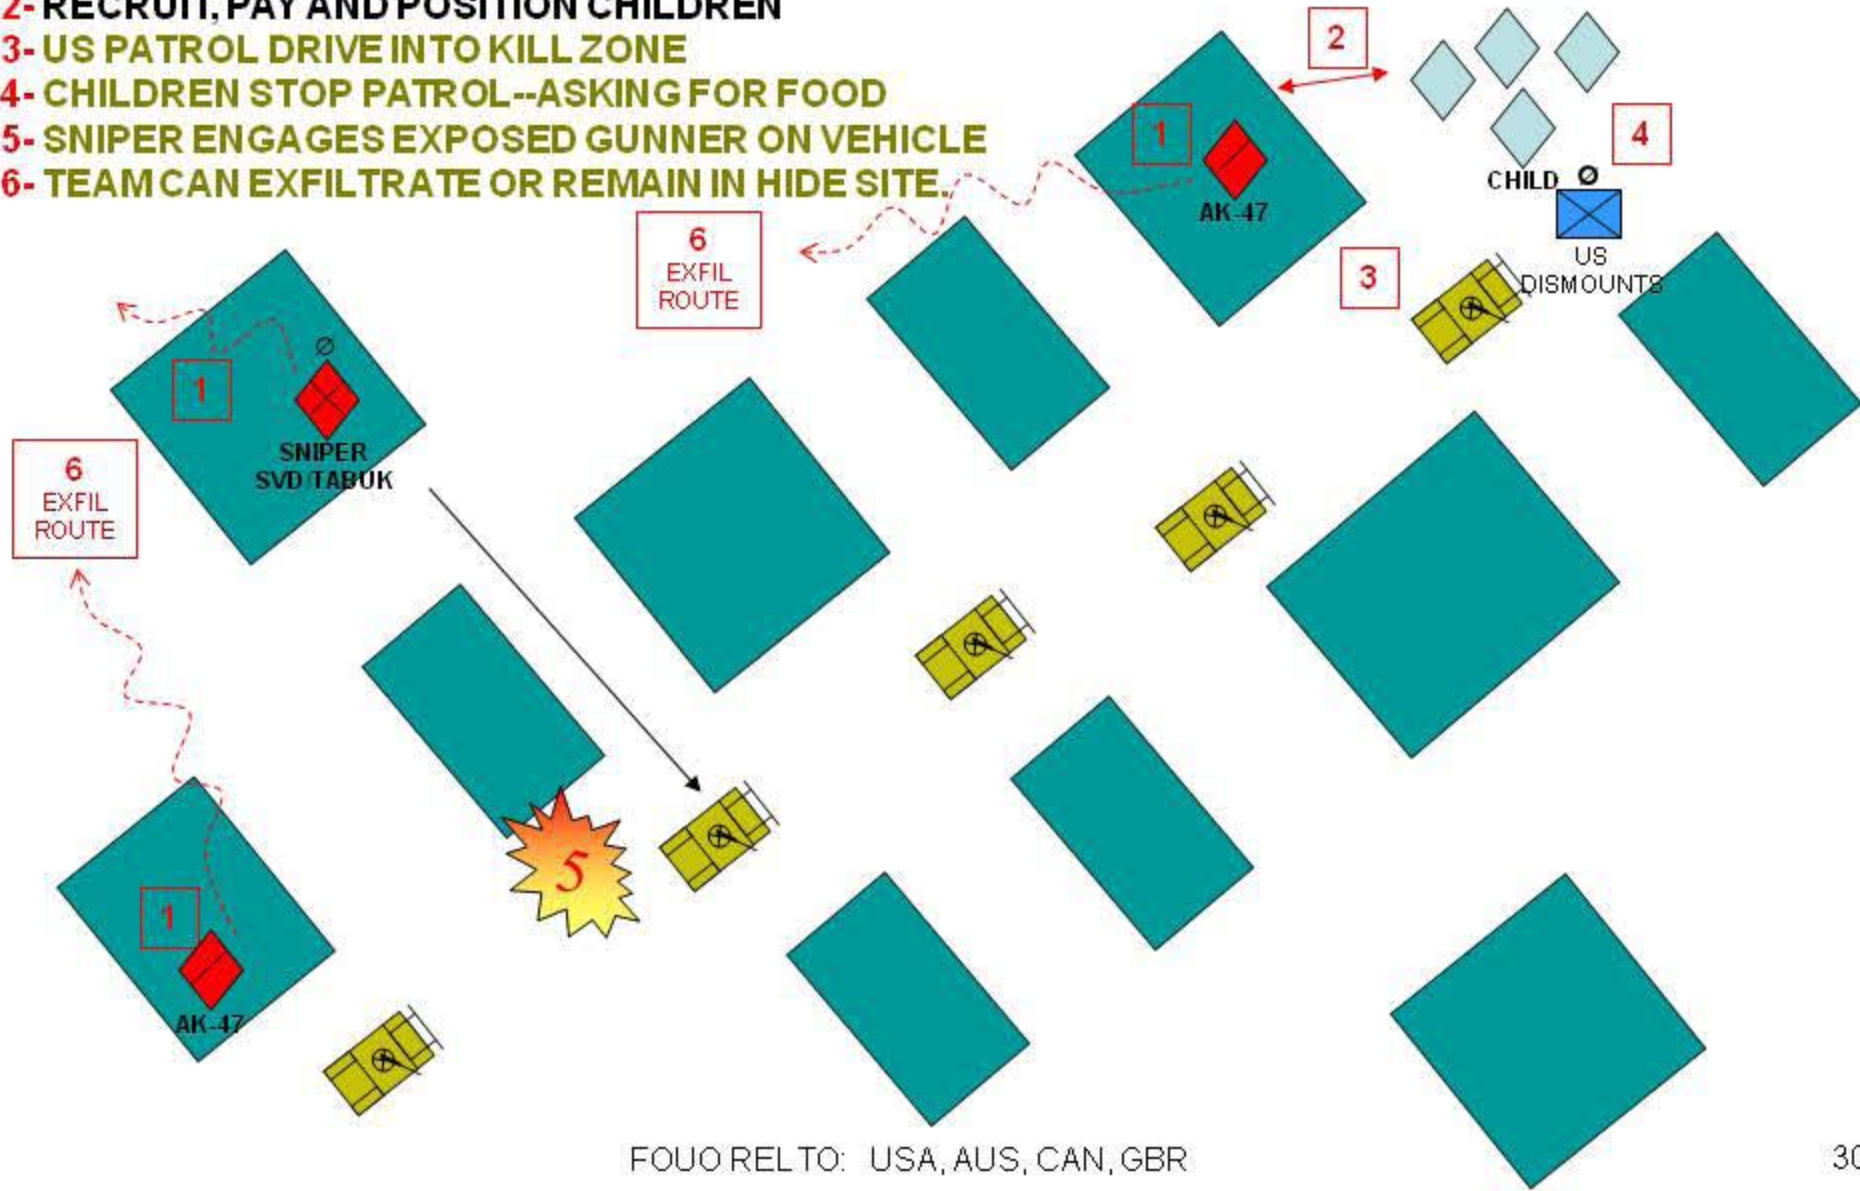 2- RECRUIT, PAY AND POSITION CHILDREN
3- US PATROL DRIVE INTO KILL ZONE
4- CHILDREN STOP PATROL--ASKING FOR FOOD
5- SNIPER ENGAGES EXPOSED GUNNER ON VEHICLE
6- TEAM CAN EXFILTRATE OR REMAIN IN HIDE SITE.
2
1
4
CHILD
AK-47
6
EXFIL
ROUTE
3
US
DISMOUNTS
1
SNIPER
SVD TABUK
6
EXFIL
ROUTE
5
1
AK-47
FOUO REL TO: USA, AUS, CAN, GBR
30